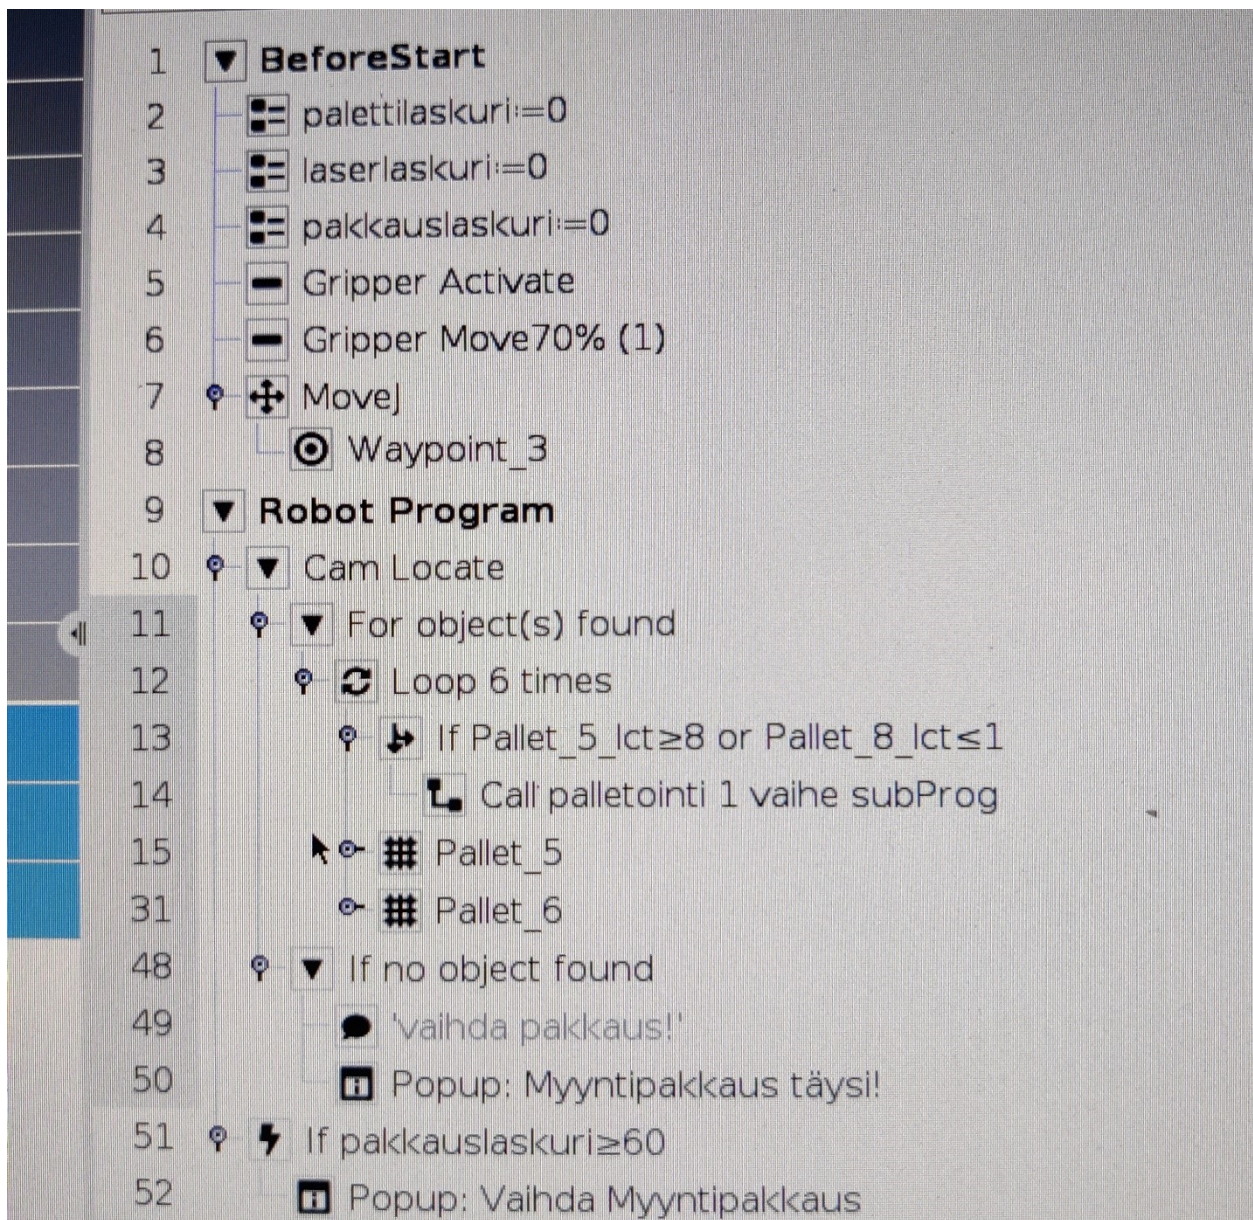 1 BeforeStart
2 palettilaskuri:=0
3 laserlaskuri:=0
4 pakkauslaskuri:=0
5 Gripper Activate
6 Gripper Move70% (1)
7 MoveJ
8 Waypoint_3
9 Robot Program
10 Cam Locate
11 For object(s) found
12 Loop 6 times
13 If Pallet_5_lct≥8 or Pallet_8_lct≤1
14 Call palletointi 1 vaihe subProg
15 Pallet_5
31 Pallet_6
48 If no object found
49 'vaihda pakkaus!'
50 Popup: Myyntipakkaus täysi!
51 If pakkauslaskuri≥60
52 Popup: Vaihda Myyntipakkaus